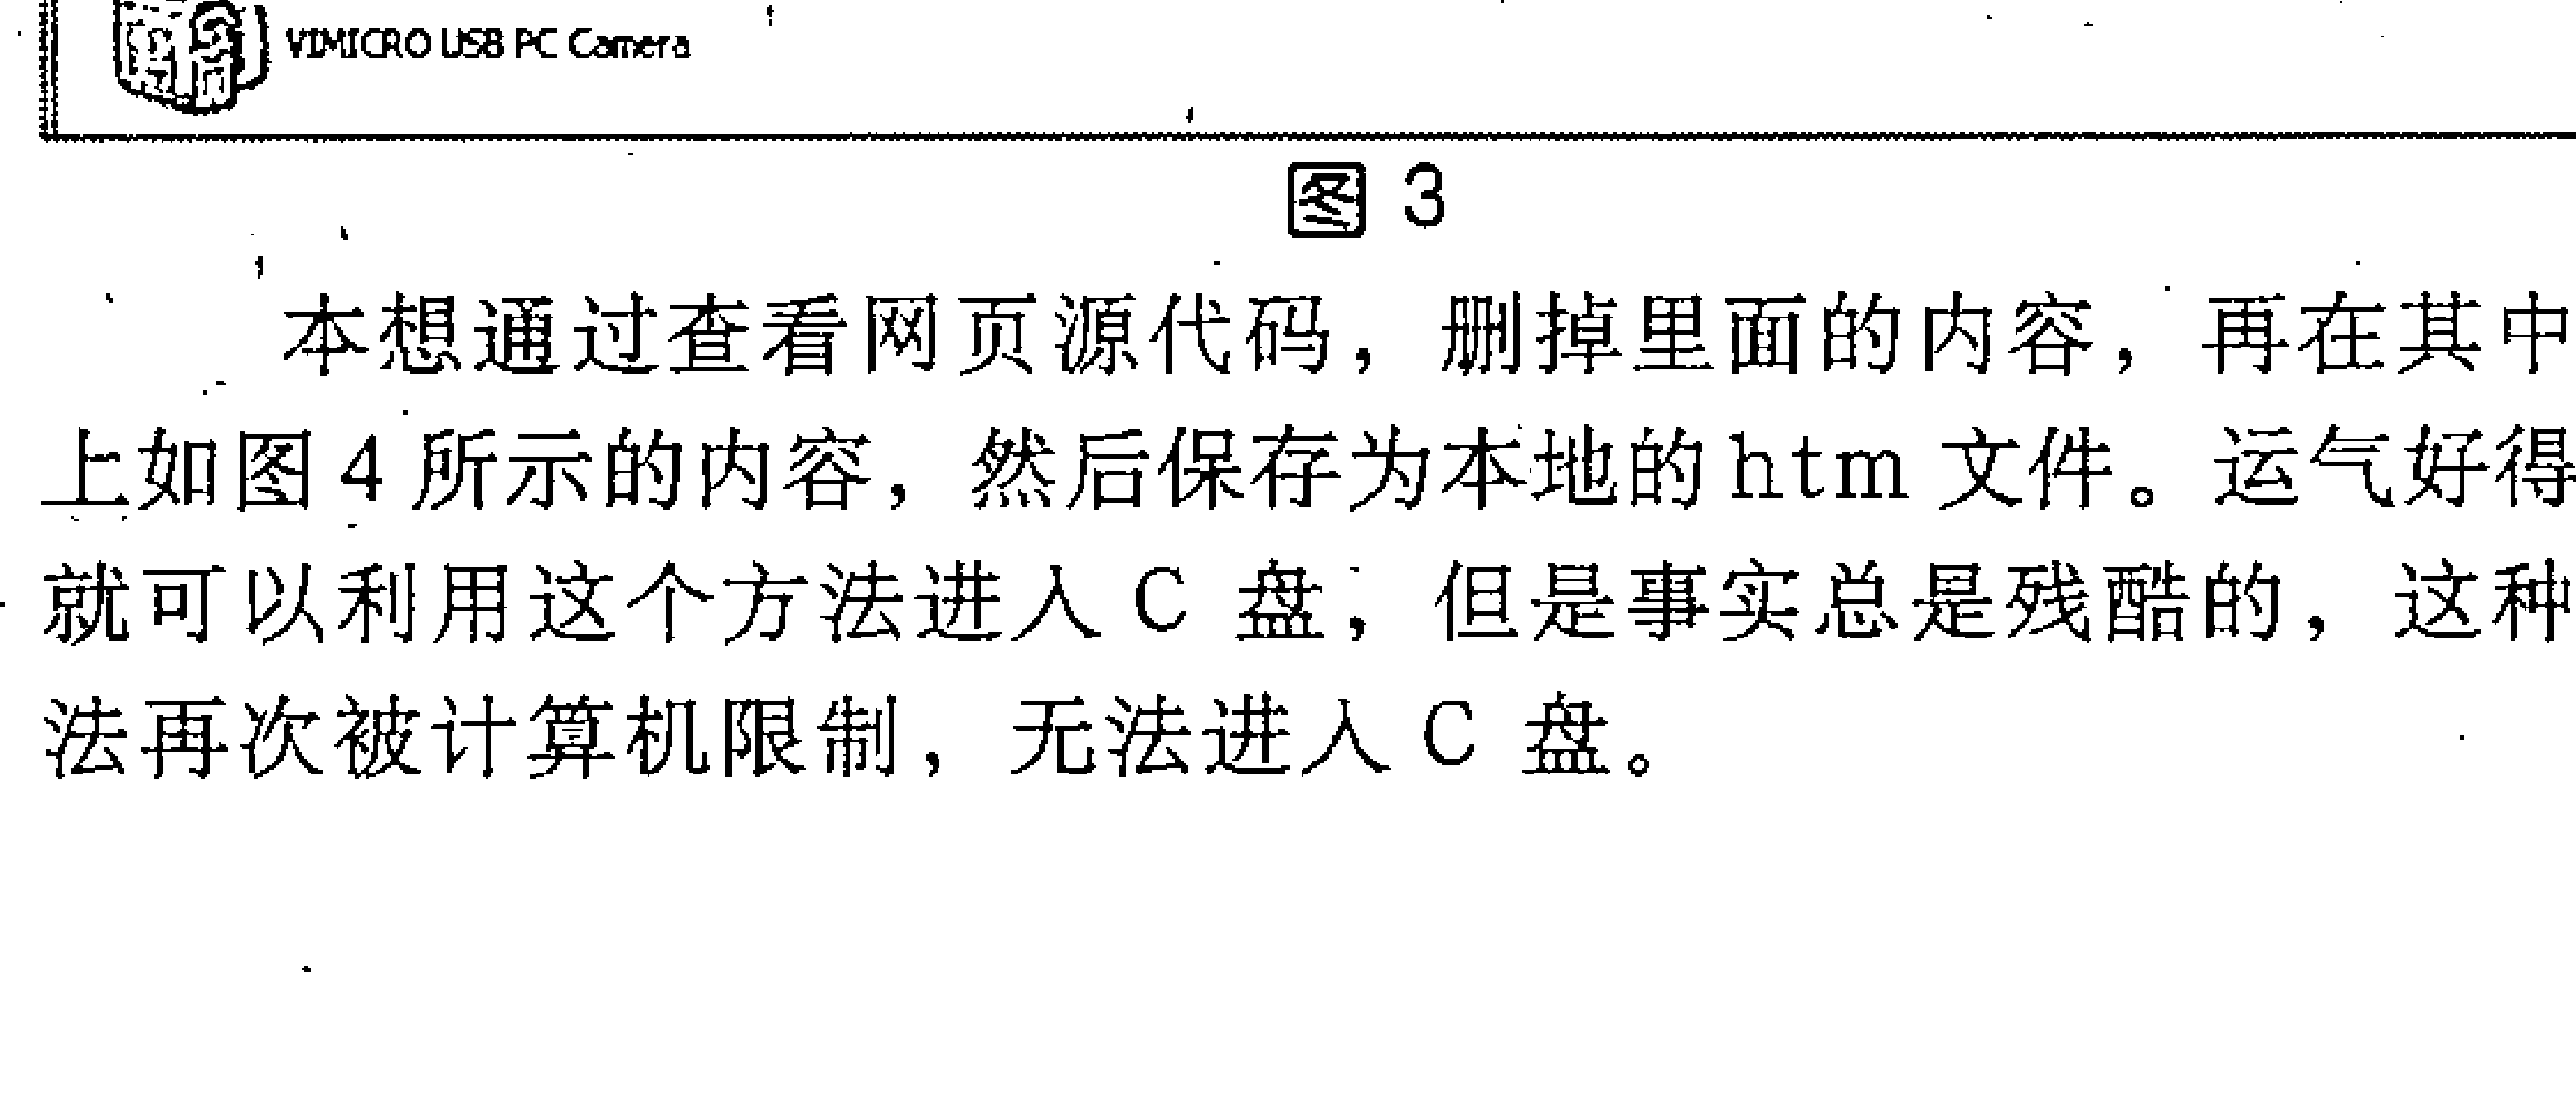 VIMICRO USB PC Camera
图 3
本想通过查看网页源代码，删掉里面的内容，再在其中
上如图 4 所示的内容，然后保存为本地的 htm 文件。运气好得
就可以利用这个方法进入 C 盘，但是事实总是残酷的，这种
法再次被计算机限制，无法进入 C 盘。